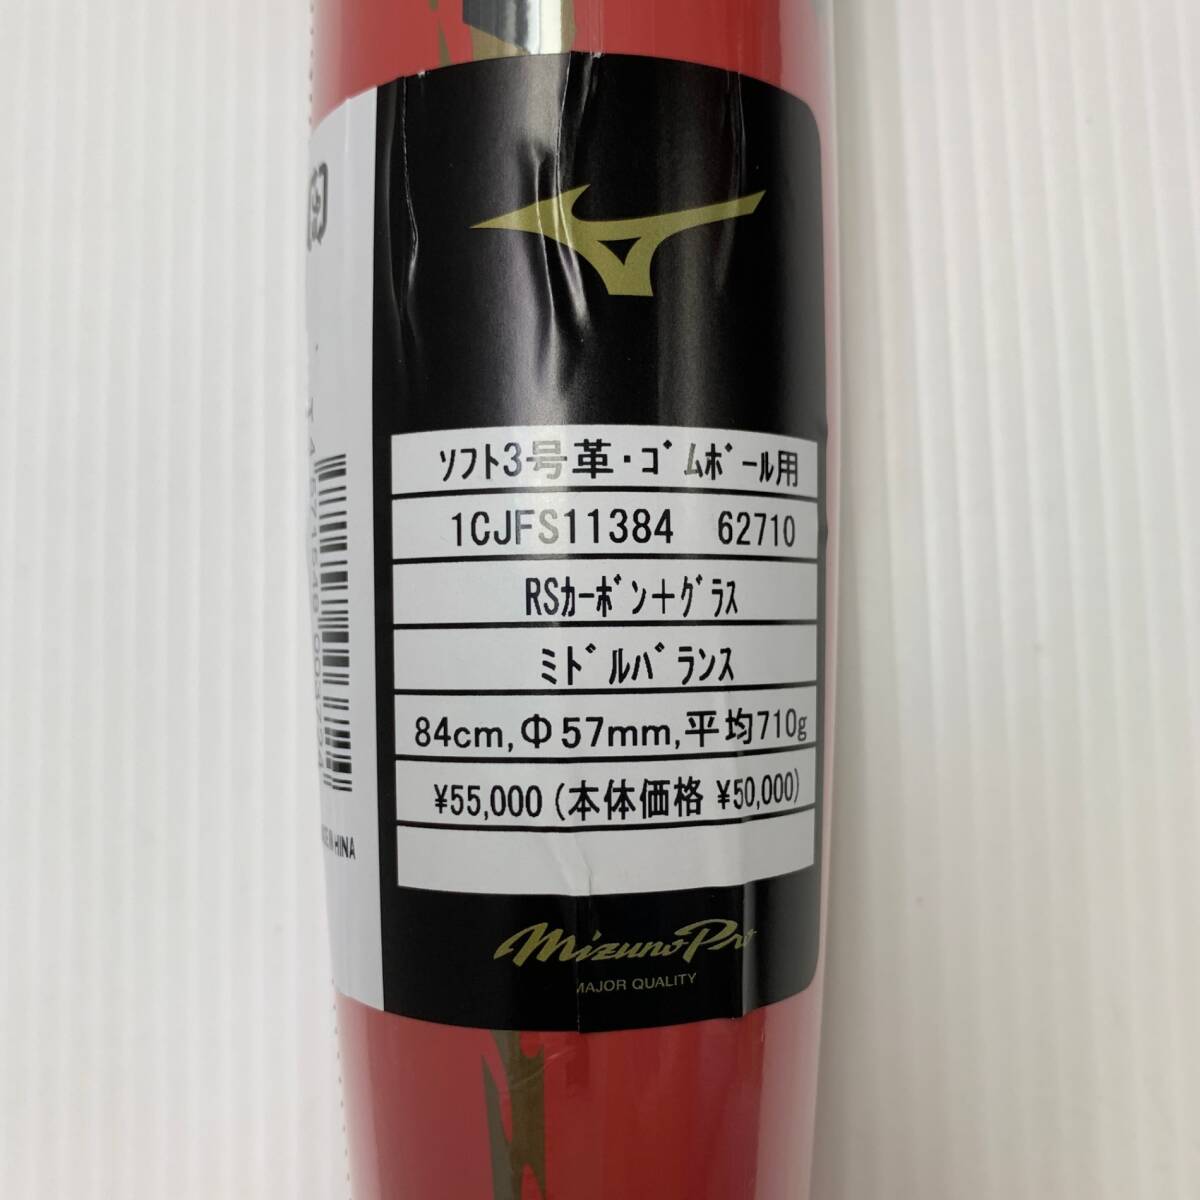 ソフト3号革・ゴムボール用
1CJFS11384 62710
RSカーボン+グラス
ミドルバランス
84cm,Φ57mm,平均710g
¥55,000(本体価格 ¥50,000)
Mizuno Pro
MAJOR QUALITY